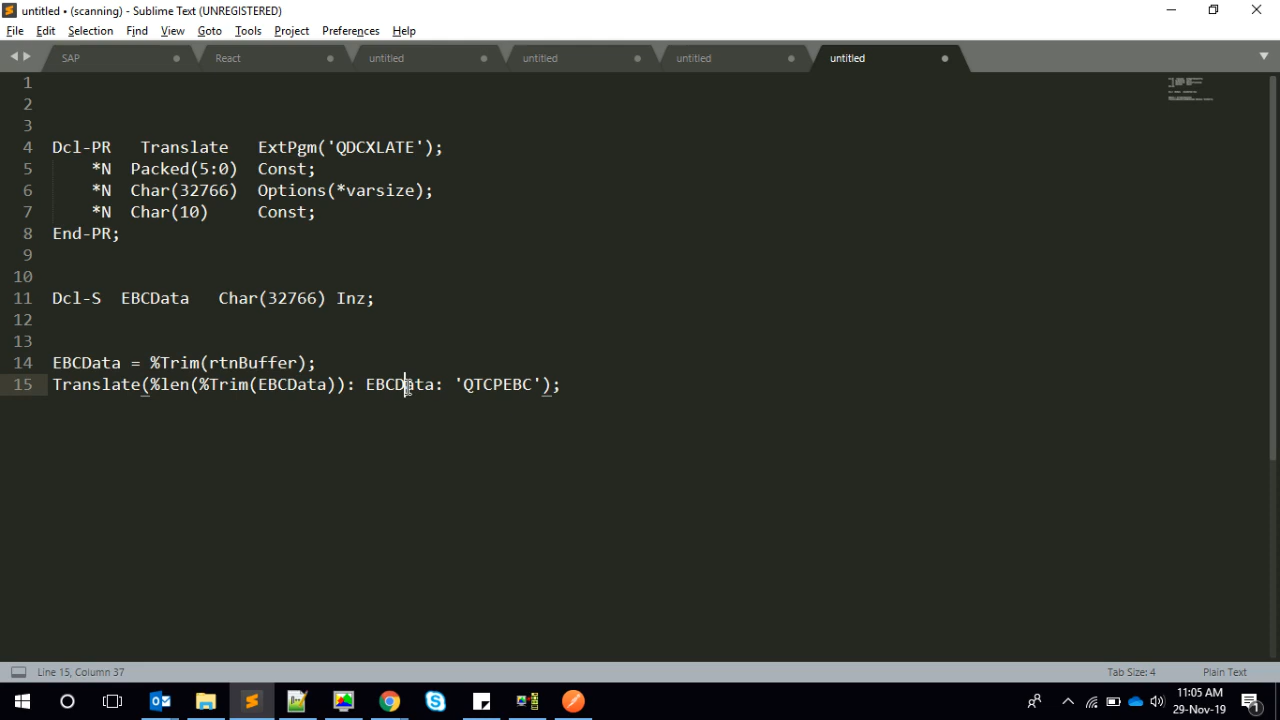 untitled • (scanning) - Sublime Text (UNREGISTERED)
File Edit Selection Find View Goto Tools Project Preferences Help
SAP React untitled untitled untitled untitled
1
2
3
4 Dcl-PR Translate ExtPgm('QDCXLATE');
5 *N Packed(5:0) Const;
6 *N Char(32766) Options(*varsize);
7 *N Char(10) Const;
8 End-PR;
9
10
11 Dcl-S EBCData Char(32766) Inz;
12
13
14 EBCData = %Trim(rtnBuffer);
15 Translate(%len(%Trim(EBCData)): EBCData: 'QTCPEBC');
Line 15, Column 37 Tab Size: 4 Plain Text
11:05 AM
29-Nov-19
1